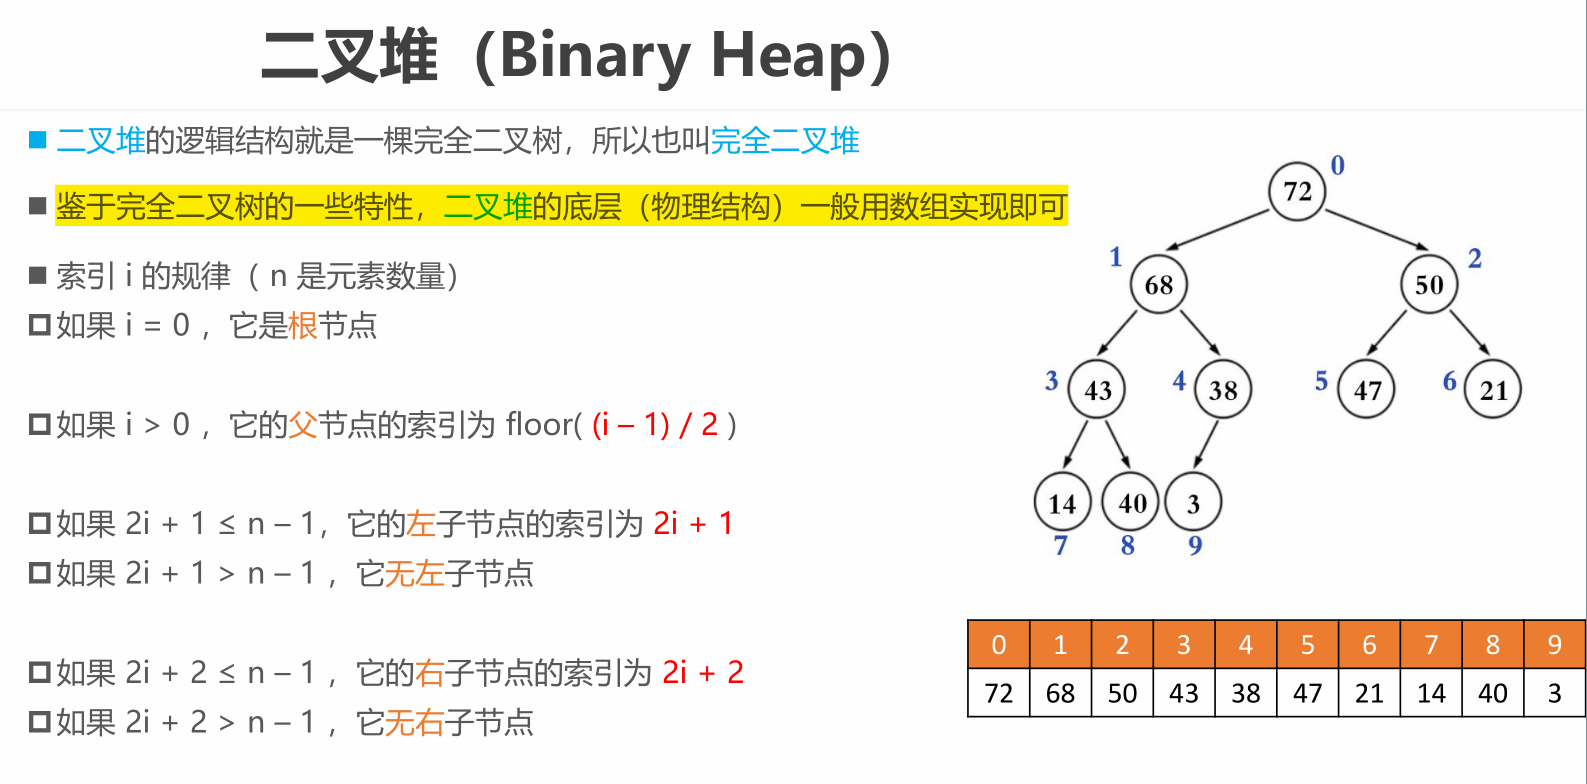 二叉堆（Binary Heap）
二叉堆的逻辑结构就是一棵完全二叉树，所以也叫完全二叉堆
鉴于完全二叉树的一些特性，二叉堆的底层（物理结构）一般用数组实现即可
索引 i 的规律（ n 是元素数量）
如果 i = 0 ，它是根节点
如果 i > 0 ，它的父节点的索引为 floor( (i – 1) / 2 )
如果 2i + 1 ≤ n – 1，它的左子节点的索引为 2i + 1
如果 2i + 1 > n – 1 ，它无左子节点
如果 2i + 2 ≤ n – 1 ，它的右子节点的索引为 2i + 2
如果 2i + 2 > n – 1 ，它无右子节点
0
72
1 2
68 50
3 4 5 6
43 38 47 21
14 40 3
7 8 9
0 1 2 3 4 5 6 7 8 9
72 68 50 43 38 47 21 14 40 3